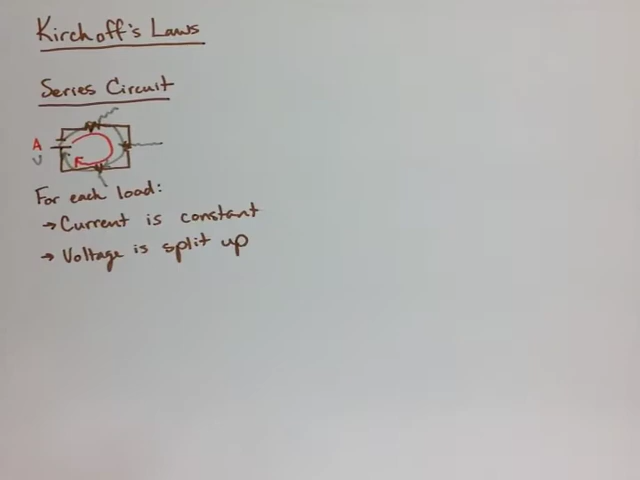 Kirchoff's Laws
Series Circuit
A
V
For each load:
→ Current is constant
→ Voltage is split up